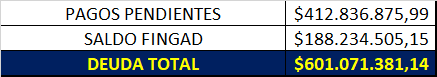 PAGOS PENDIENTES $412.836.875,99
SALDO FINGAD $188.234.505,15
DEUDA TOTAL $601.071.381,14